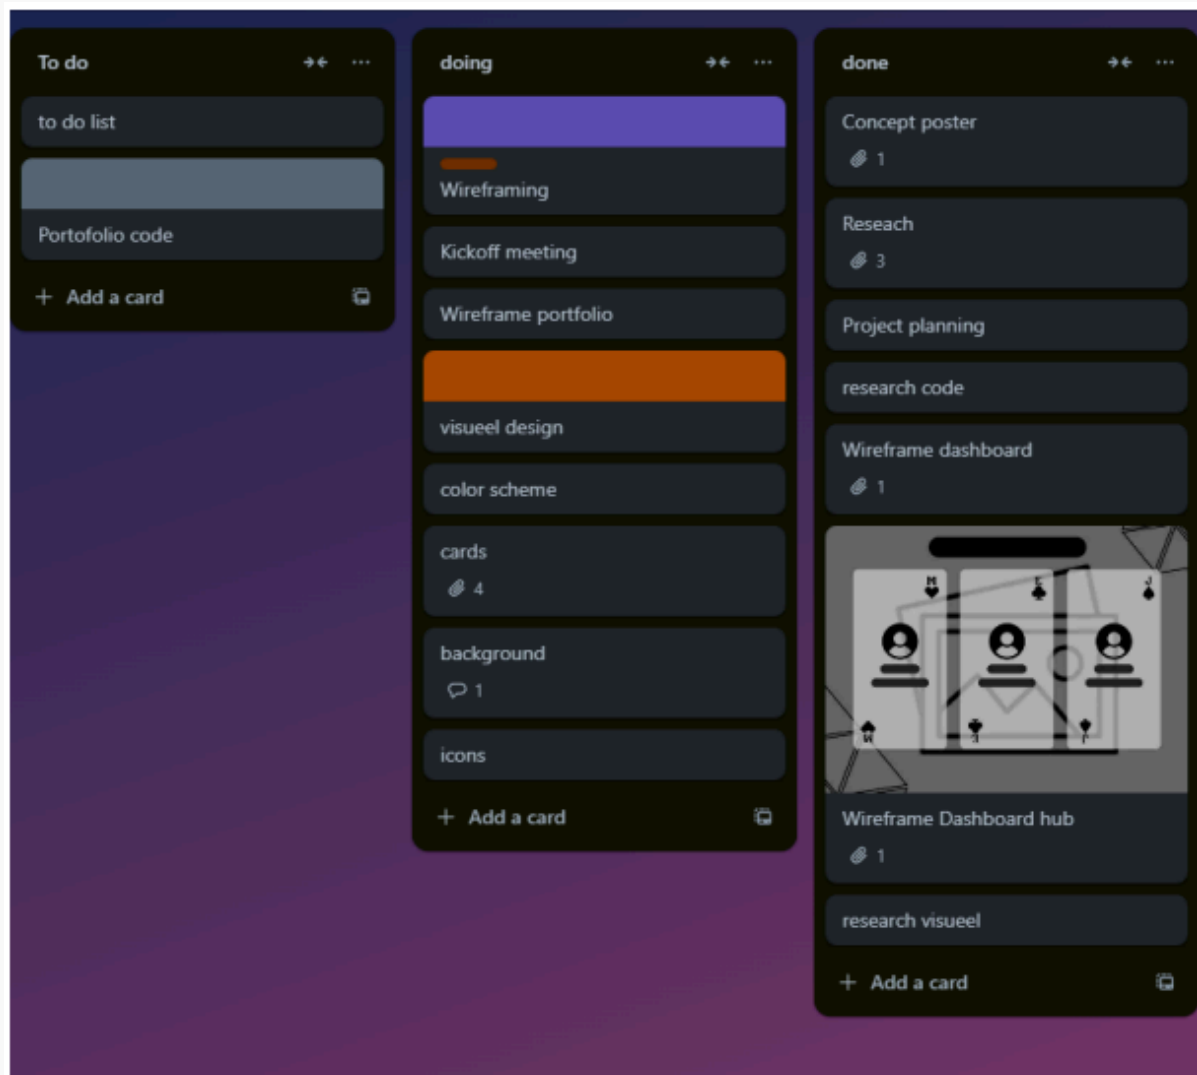 To do
to do list
Portofolio code
Add a card
doing
Wireframing
Kickoff meeting
Wireframe portfolio
visueel design
color scheme
cards
4
background
1
icons
Add a card
done
Concept poster
1
Reseach
3
Project planning
research code
Wireframe dashboard
1
M
J
M
J
Wireframe Dashboard hub
1
research visueel
Add a card